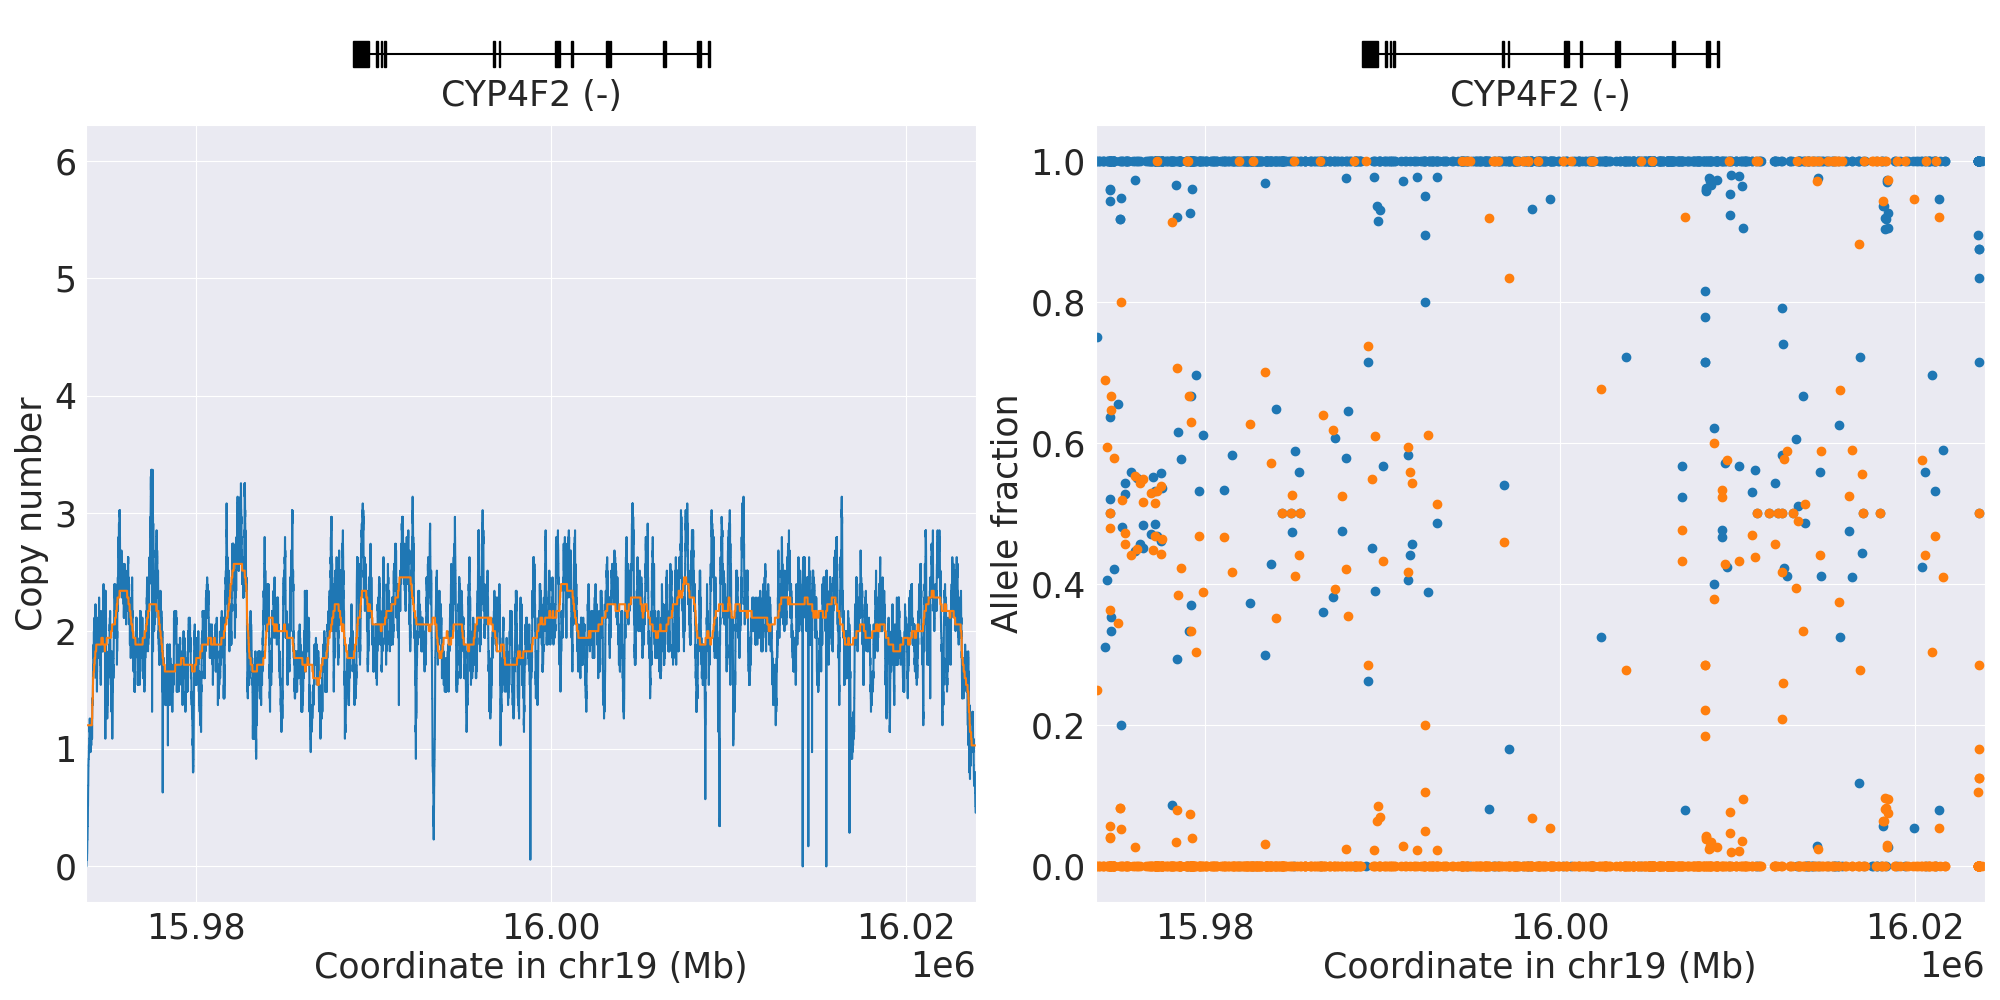 CYP4F2 (-)
Copy number
6
5
4
3
2
1
0
15.98
16.00
16.02
Coordinate in chr19 (Mb)
1e6
CYP4F2 (-)
Allele fraction
1.0
0.8
0.6
0.4
0.2
0.0
15.98
16.00
16.02
Coordinate in chr19 (Mb)
1e6